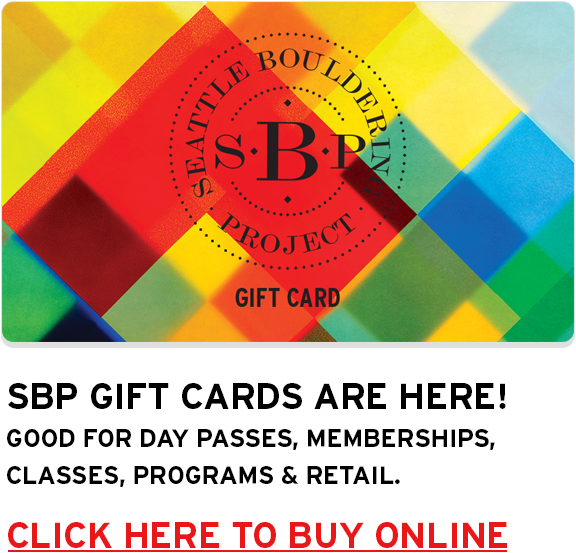 SEATTLE BOULDERING
S·B·P
PROJECT
GIFT CARD
SBP GIFT CARDS ARE HERE!
GOOD FOR DAY PASSES, MEMBERSHIPS,
CLASSES, PROGRAMS & RETAIL.
CLICK HERE TO BUY ONLINE